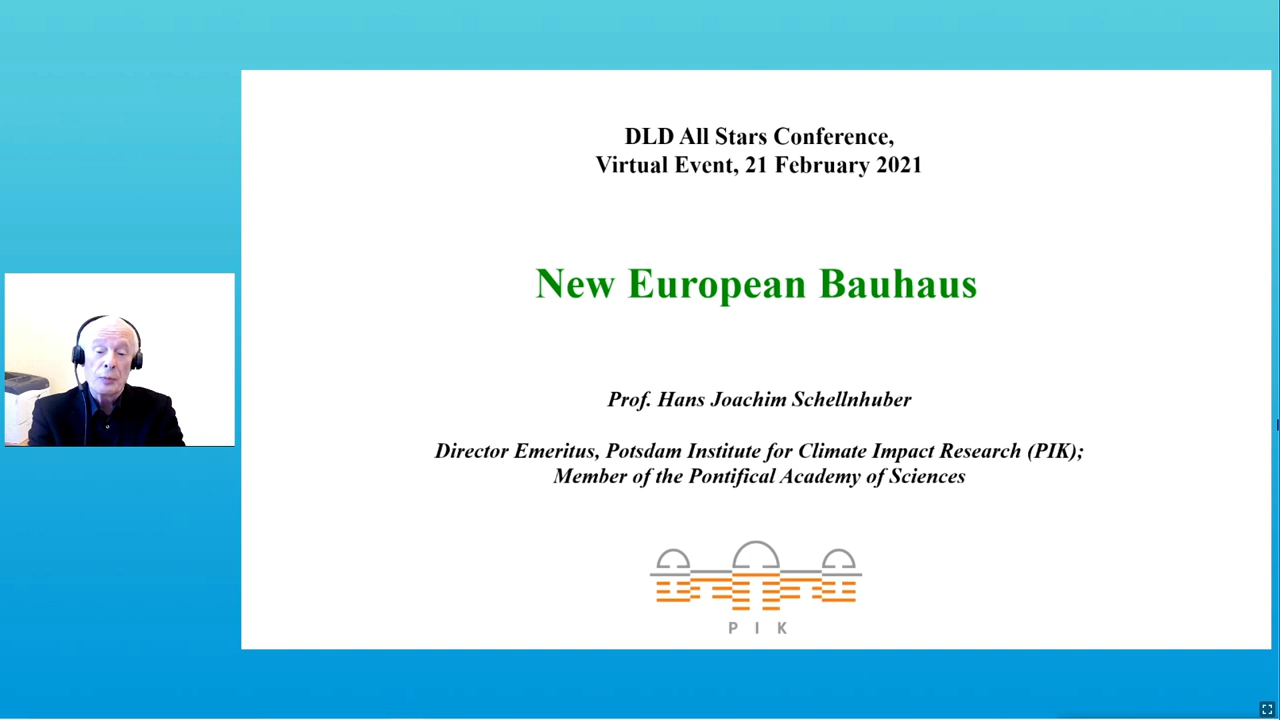 DLD All Stars Conference,
Virtual Event, 21 February 2021
New European Bauhaus
Prof. Hans Joachim Schellnhuber
Director Emeritus, Potsdam Institute for Climate Impact Research (PIK);
Member of the Pontifical Academy of Sciences
P I K